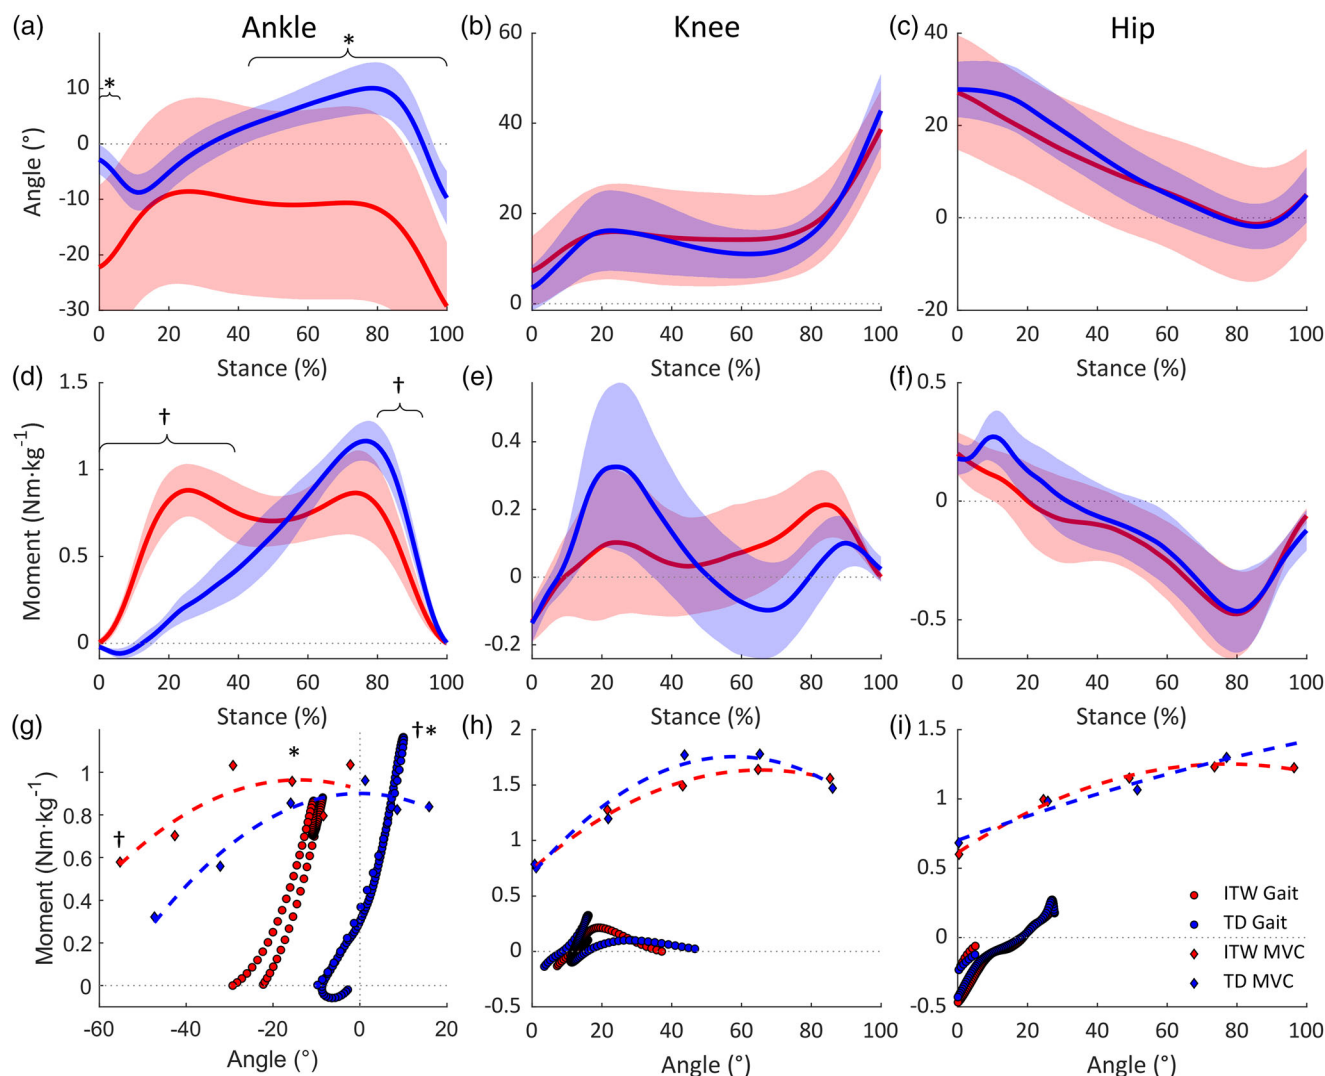 (a) Ankle (b) Knee (c) Hip
Angle (°)
10
0
-10
-20
-30
*
*
0 20 40 60 80 100
Stance (%)
60
40
20
0
0 20 40 60 80 100
Stance (%)
40
20
0
-20
0 20 40 60 80 100
Stance (%)
(d) (e) (f)
Moment (Nm·kg-1)
1.5
1
0.5
0
†
†
0 20 40 60 80 100
Stance (%)
0.4
0.2
0
-0.2
0 20 40 60 80 100
Stance (%)
0.5
0
-0.5
0 20 40 60 80 100
Stance (%)
(g) (h) (i)
Moment (Nm·kg-1)
1
0.8
0.6
0.4
0.2
0
†
*
†*
-60 -40 -20 0 20
Angle (°)
2
1.5
1
0.5
0
0.5
0 20 40 60 80 100
Angle (°)
1.5
1
0.5
0
-0.5
0 20 40 60 80 100
Angle (°)
ITW Gait
TD Gait
ITW MVC
TD MVC